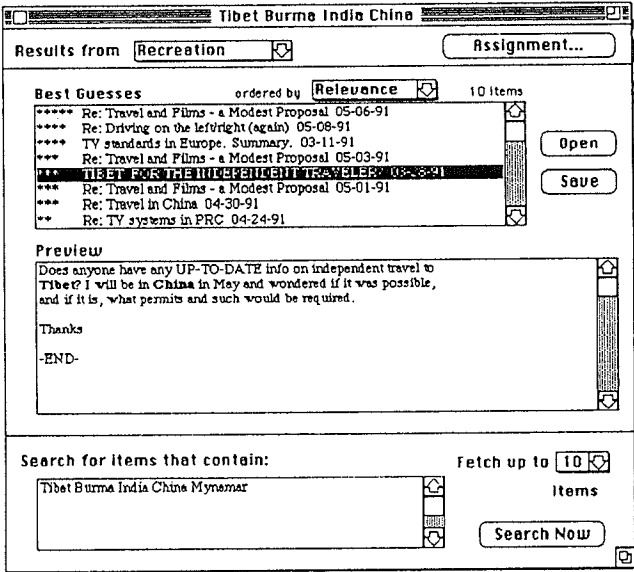 Tibet Burma India China
Results from Recreation Assignment...
Best Guesses ordered by Relevance 10 items
***** Re: Travel and Films - a Modest Proposal 05-06-91
**** Re: Driving on the left/right (again) 05-08-91
**** TV standards in Europe. Summary. 03-11-91
*** Re: Travel and Films - a Modest Proposal 05-03-91
*** TIBET FOR THE INDEPENDENT TRAVELER? 03-28-91
*** Re: Travel and Films - a Modest Proposal 05-01-91
*** Re: Travel in China 04-30-91
** Re: TV systems in PRC 04-24-91
Open
Save
Preview
Does anyone have any UP-TO-DATE info on independent travel to
Tibet? I will be in China in May and wondered if it was possible,
and if it is, what permits and such would be required.
Thanks
-END-
Search for items that contain:
Tibet Burma India China Mynamar
Fetch up to 10
Items
Search Now